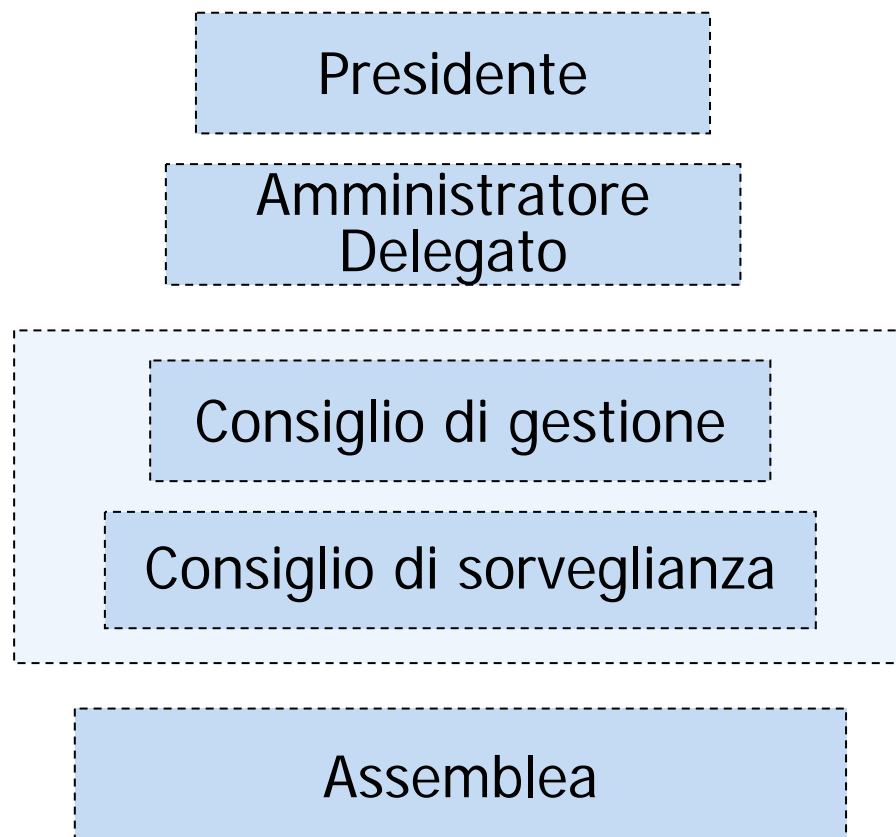 Presidente
Amministratore
Delegato
Consiglio di gestione
Consiglio di sorveglianza
Assemblea